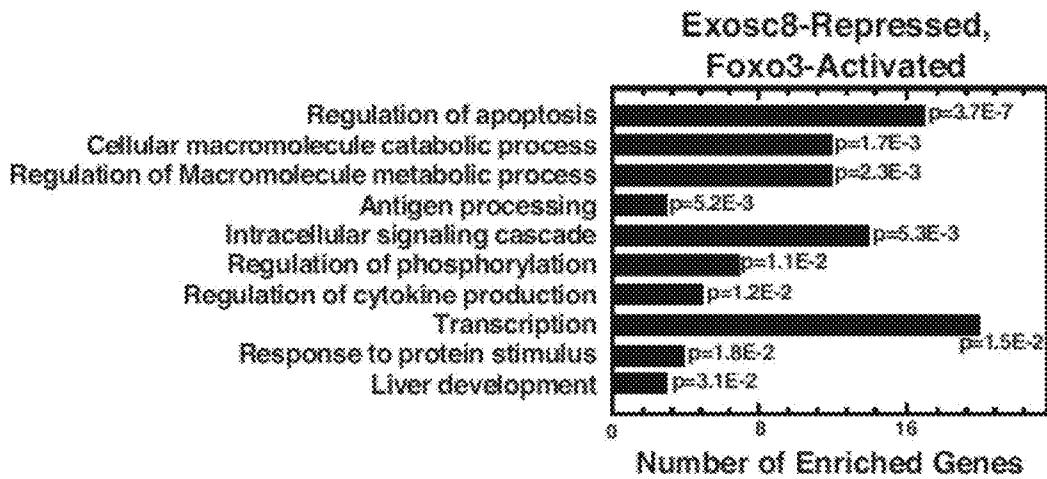 Exosc8-Repressed,
Foxo3-Activated
Regulation of apoptosis p=3.7E-7
Cellular macromolecule catabolic process p=1.7E-3
Regulation of Macromolecule metabolic process p=2.3E-3
Antigen processing p=5.2E-3
Intracellular signaling cascade p=5.3E-3
Regulation of phosphorylation p=1.1E-2
Regulation of cytokine production p=1.2E-2
Transcription p=1.5E-2
Response to protein stimulus p=1.8E-2
Liver development p=3.1E-2
0 8 16
Number of Enriched Genes